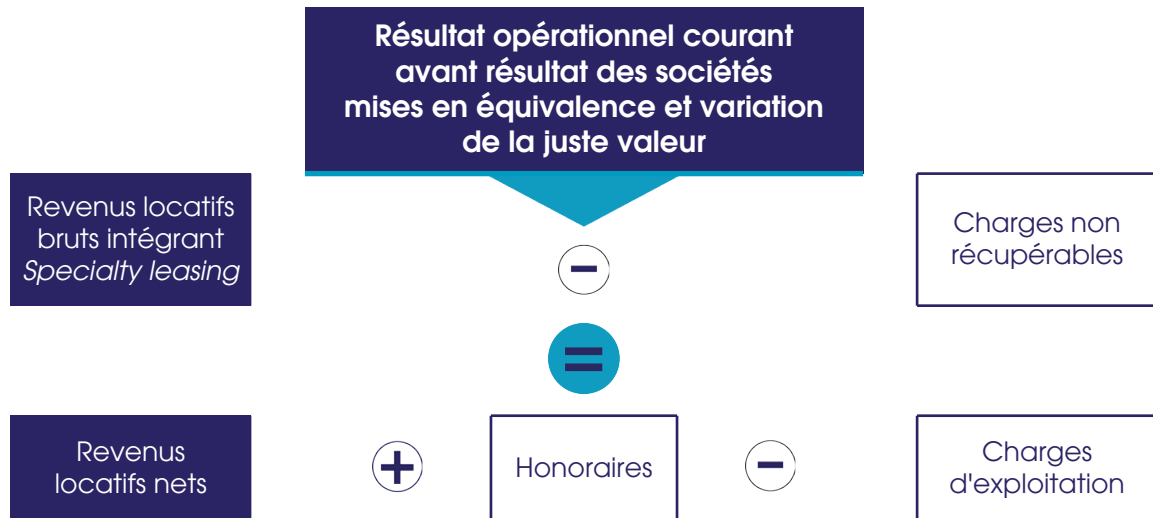 Résultat opérationnel courant
avant résultat des sociétés
mises en équivalence et variation
de la juste valeur
Revenus locatifs
bruts intégrant
Specialty leasing
−
Charges non
récupérables
=
Revenus
locatifs nets
+
Honoraires
−
Charges
d'exploitation